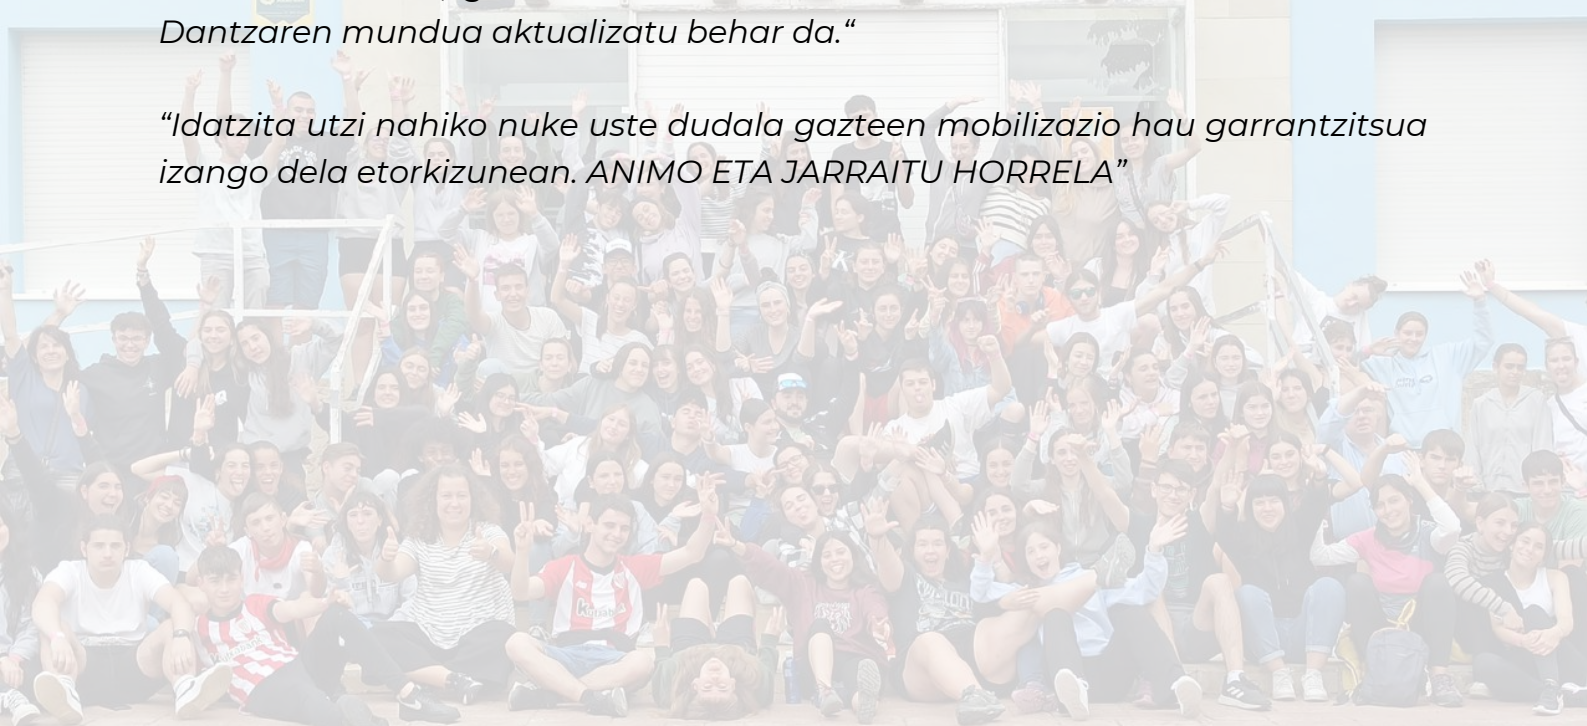 Dantzaren mundua aktualizatu behar da.“
“Idatzita utzi nahiko nuke uste dudala gazteen mobilizazio hau garrantzitsua
izango dela etorkizunean. ANIMO ETA JARRAITU HORRELA”